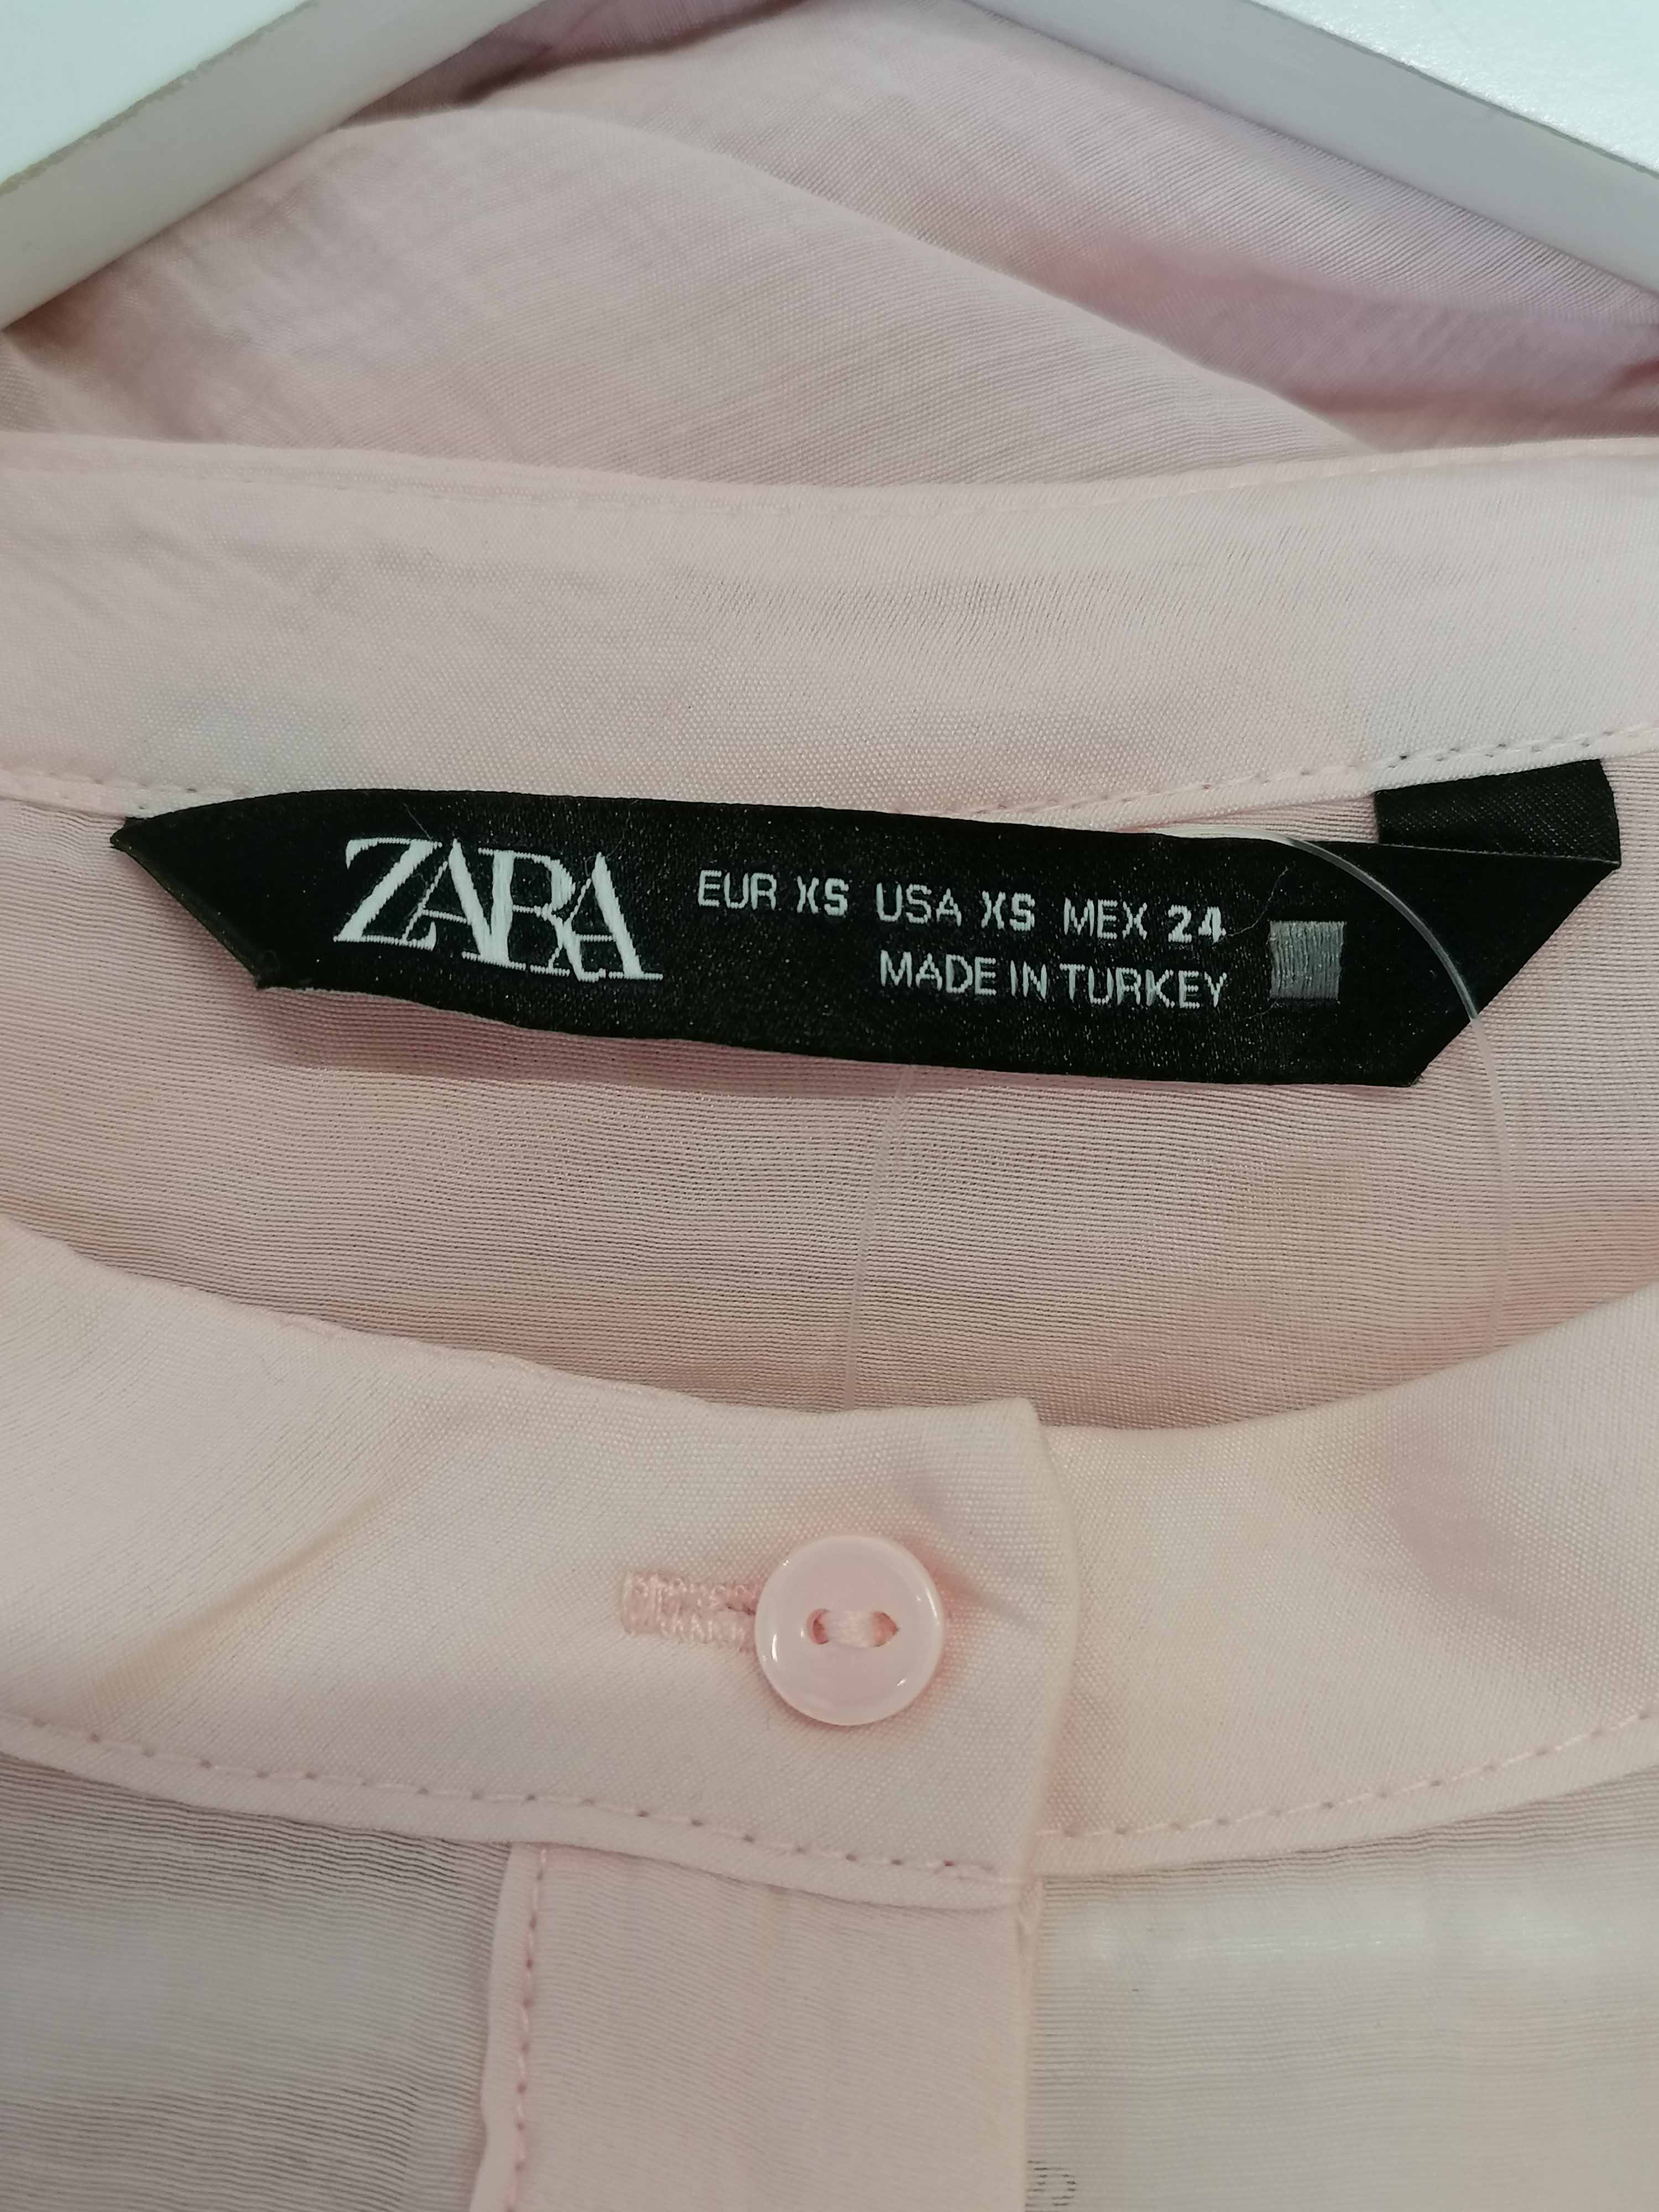 ZARA
EUR XS USA XS MEX 24
MADE IN TURKEY